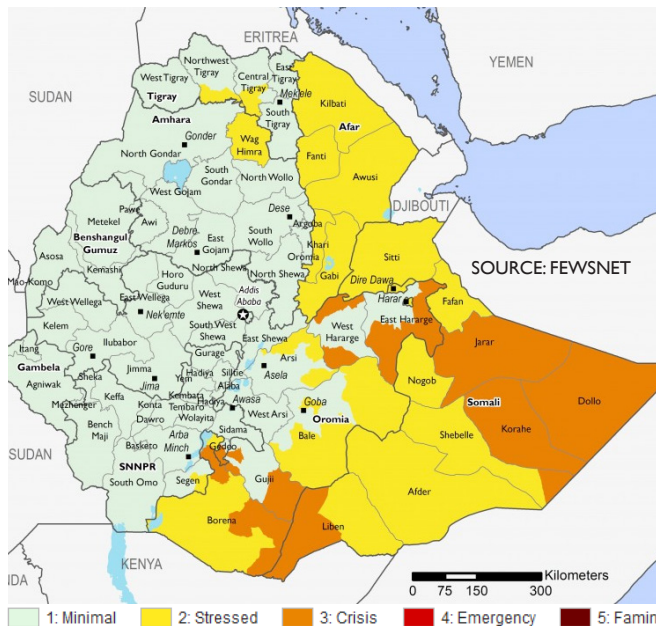 ERITREA
YEMEN
SUDAN
Northwest
Tigray
West Tigray
Central
Tigray
East
Tigray
Tigray
Mekele
South
Tigray
Kilbati
Afar
Amhara
Gonder
North Gondar
Wag
Himra
Fanti
Awusi
South
Gondar
North Wollo
West Gojam
DJIBOUTI
Metekel
Pawe
Awi
Dese
Argoba
Benshangul
Gumuz
Debre-
Markos
East
Gojam
South
Wollo
Oromia
Khari
Gabi
Sitti
Asosa
Kemashi
North Shewa
North Shewa
Mao-Komo
Horo
Guduru
Dire Dawa
SOURCE: FEWSNET
West Wellega
East Wellega
West
Shewa
Addis
Ababa
Harar
Fafan
Kelem
Nek'emte
South West
Shewa
East Shewa
West
Hararge
East Hararge
Jarar
Itang
Gore
Ilubabor
Gurage
Arsi
Gambela
Agniwak
Sheka
Jimma
Jima
Yem
Hadiya
Siltie
Alaba
Asela
Nogob
Dollo
Mezhenger
Keffa
Konta
Kembata
Tembaro
Hadiya
Awasa
Goba
Somali
Bench
Maji
Dawro
Wolayita
Sidama
West Arsi
Oromia
Bale
Shebelle
Korahe
SUDAN
Basketo
Arba
Minch
Gedeo
SNNPR
South Omo
Segen
Gujii
Afder
Borena
Liben
KENYA
NDA
Kilometers
0 75 150 300
1: Minimal 2: Stressed 3: Crisis 4: Emergency 5: Famin